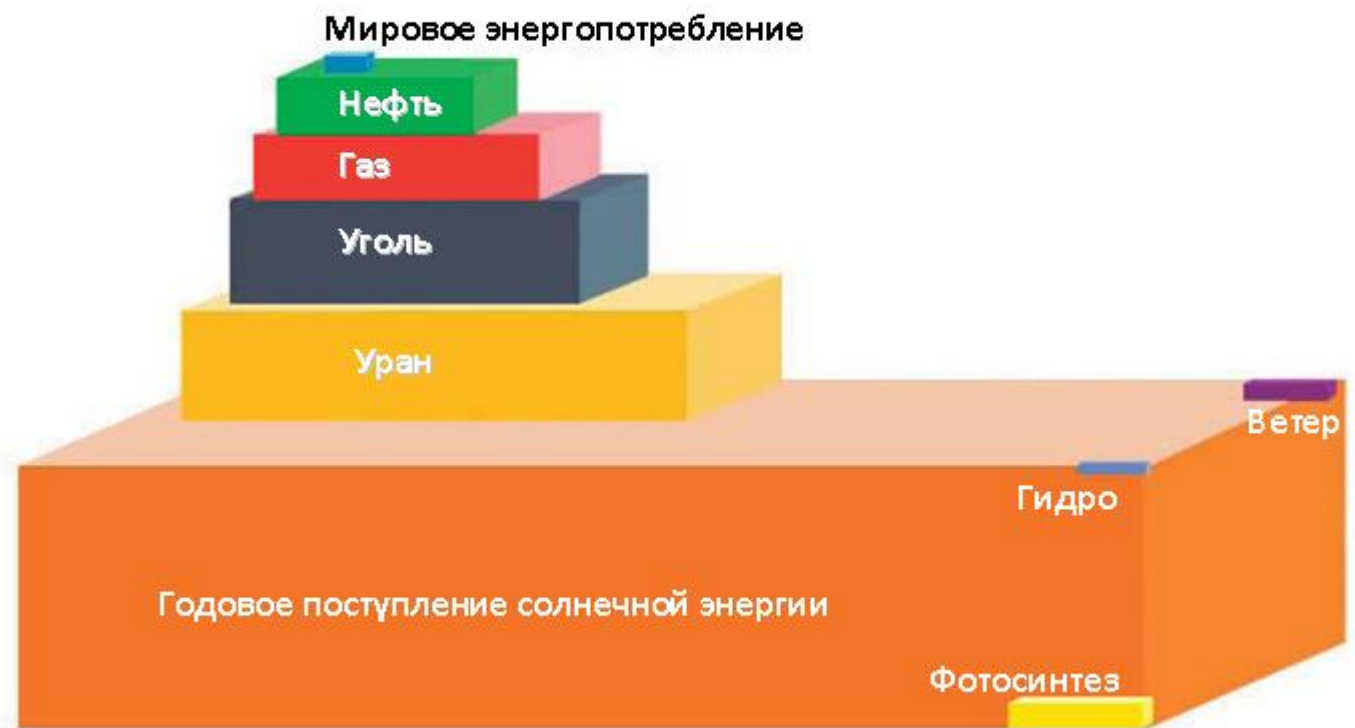 Мировое энергопотребление
Нефть
Газ
Уголь
Уран
Ветер
Гидро
Годовое поступление солнечной энергии
Фотосинтез